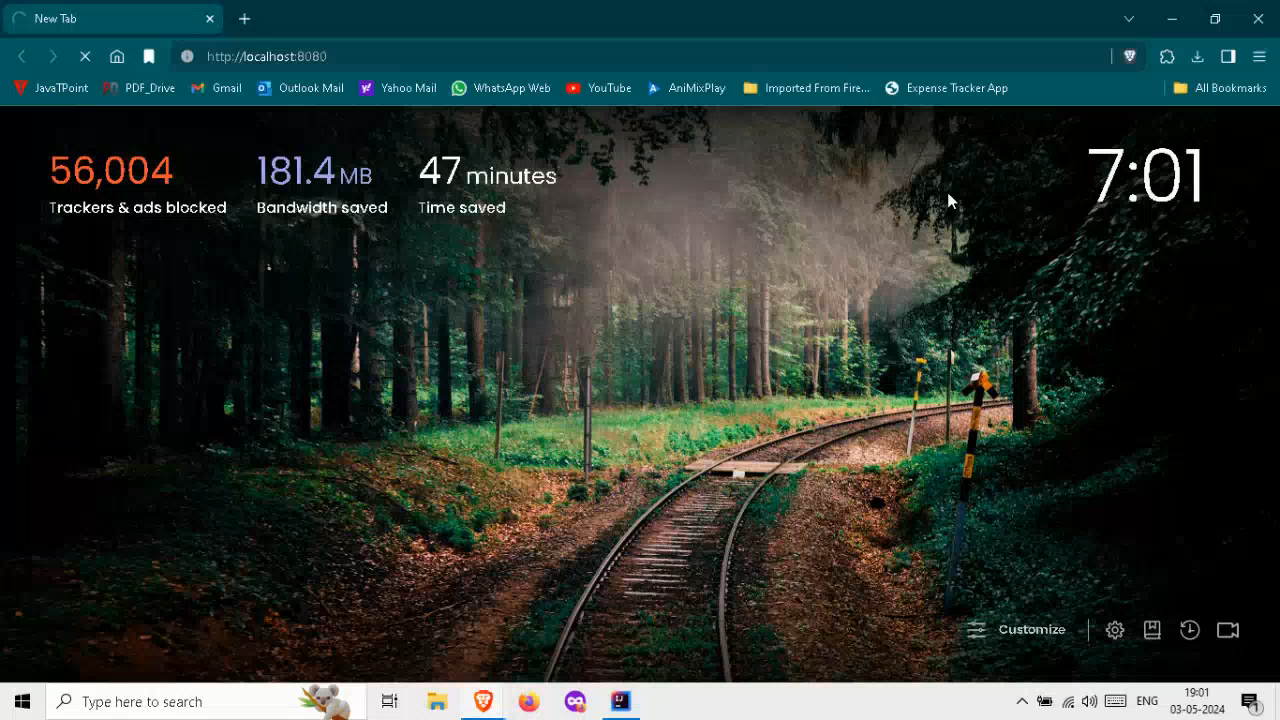 New Tab
http://localhost:8080
JavaTPoint PDF_Drive Gmail Outlook Mail Yahoo Mail WhatsApp Web YouTube AniMixPlay Imported From Fire... Expense Tracker App All Bookmarks
56,004 181.4 MB 47 minutes
Trackers & ads blocked Bandwidth saved Time saved
7:01
Customize
Type here to search
ENG
19:01
03-05-2024
1